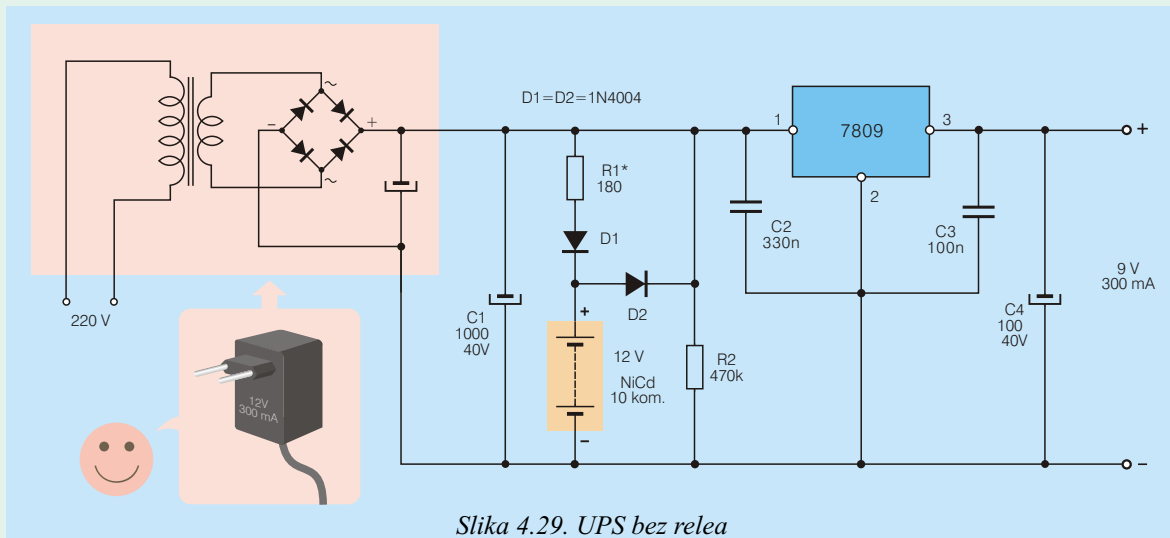 ~
−
+
~
220 V
12V
300 mA
D1=D2=1N4004
R1*
180
D1
D2
C1
1000
40V
+
12 V
NiCd
10 kom.
−
R2
470k
C2
330n
1
7809
3
2
C3
100n
C4
100
40V
+
9 V
300 mA
−
Slika 4.29. UPS bez relea